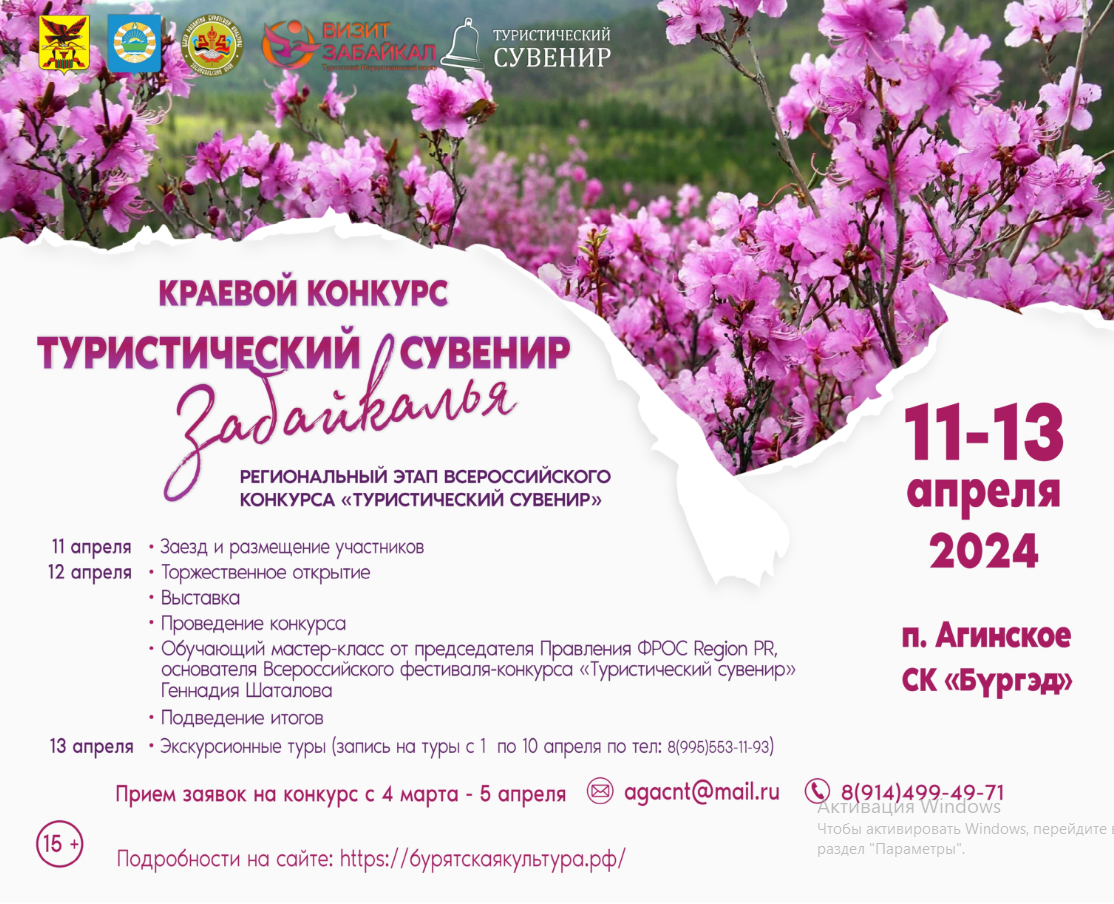 ВИЗИТ
ЗАБАЙКАЛ
ТУРИСТИЧЕСКИЙ
СУВЕНИР
КРАЕВОЙ КОНКУРС
ТУРИСТИЧЕСКИЙ СУВЕНИР
Забайкалья
РЕГИОНАЛЬНЫЙ ЭТАП ВСЕРОССИЙСКОГО
КОНКУРСА «ТУРИСТИЧЕСКИЙ СУВЕНИР»
11-13
апреля
2024
п. Агинское
СК «Бүргэд»
11 апреля • Заезд и размещение участников
12 апреля • Торжественное открытие
• Выставка
• Проведение конкурса
• Обучающий мастер-класс от председателя Правления ФРОС Region PR,
основателя Всероссийского фестиваля-конкурса «Туристический сувенир»
Геннадия Шаталова
• Подведение итогов
13 апреля • Экскурсионные туры (запись на туры с 1 по 10 апреля по тел: 8(995)553-11-93)
Прием заявок на конкурс с 4 марта - 5 апреля agacnt@mail.ru 8(914)499-49-71
Активация Windows
Чтобы активировать Windows, перейдите в
раздел "Параметры".
15 +
Подробности на сайте: https://бурятскаякультура.рф/